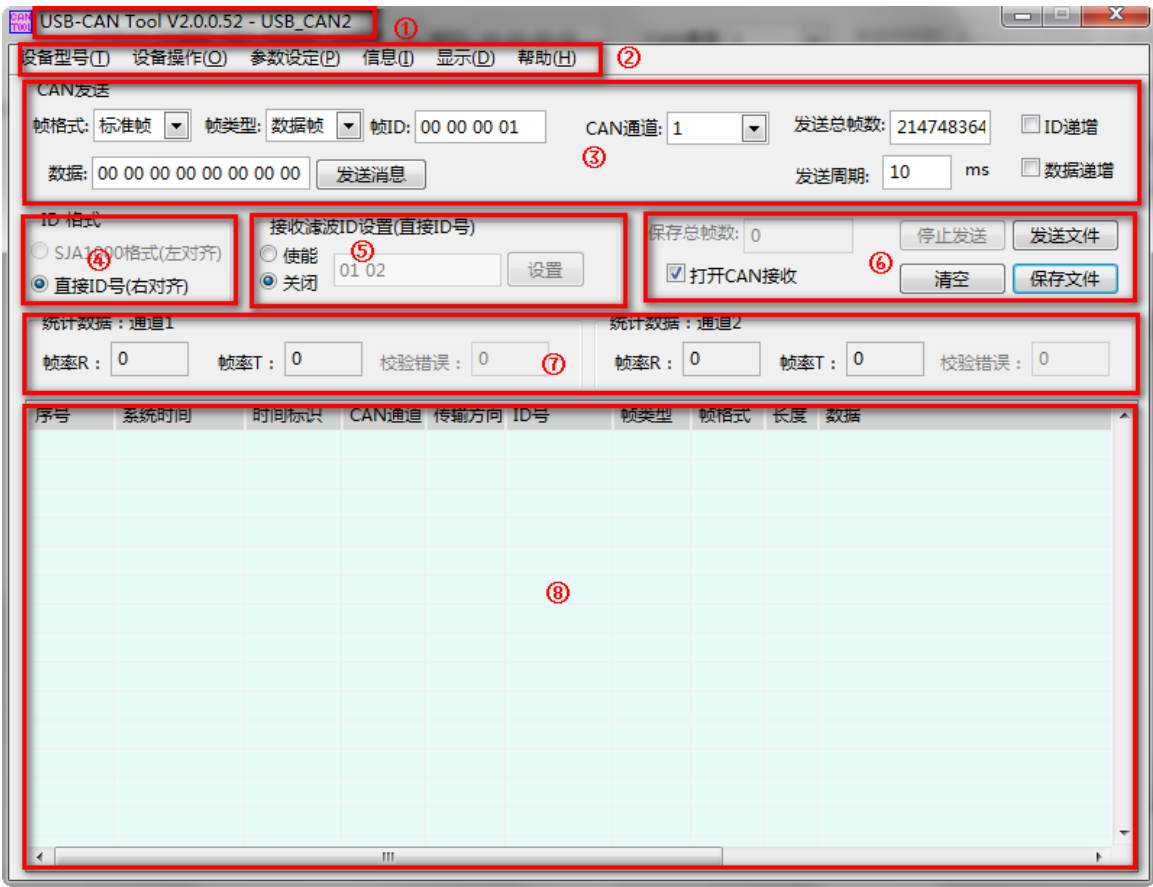 CAN TOOL USB-CAN Tool V2.0.0.52 - USB_CAN2
①
设备型号(T) 设备操作(O) 参数设定(P) 信息(I) 显示(D) 帮助(H)
②
CAN发送
帧格式: 标准帧 帧类型: 数据帧 帧ID: 00 00 00 01 CAN通道: 1 发送总帧数: 214748364 ID递增
③
数据: 00 00 00 00 00 00 00 00 发送消息 发送周期: 10 ms 数据递增
ID 格式
SJA1000格式(左对齐)
④
直接ID号(右对齐)
接收滤波ID设置(直接ID号)
使能
⑤
01 02 设置
关闭
保存总帧数: 0 停止发送 发送文件
⑥
打开CAN接收 清空 保存文件
统计数据：通道1 统计数据：通道2
帧率R： 0 帧率T： 0 校验错误： 0 ⑦ 帧率R： 0 帧率T： 0 校验错误： 0
序号 系统时间 时间标识 CAN通道 传输方向 ID号 帧类型 帧格式 长度 数据
⑧